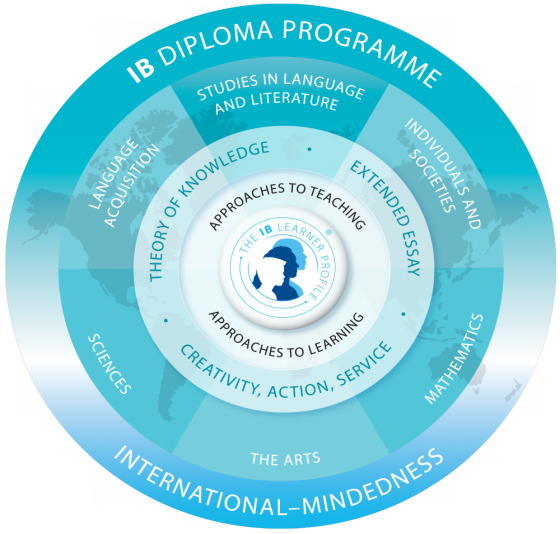 IB DIPLOMA PROGRAMME
STUDIES IN LANGUAGE
AND LITERATURE
INDIVIDUALS AND
SOCIETIES
MATHEMATICS
THE ARTS
SCIENCES
LANGUAGE
ACQUISITION
THEORY OF KNOWLEDGE
EXTENDED ESSAY
CREATIVITY, ACTION, SERVICE
APPROACHES TO TEACHING
APPROACHES TO LEARNING
THE IB LEARNER PROFILE
®
INTERNATIONAL–MINDEDNESS